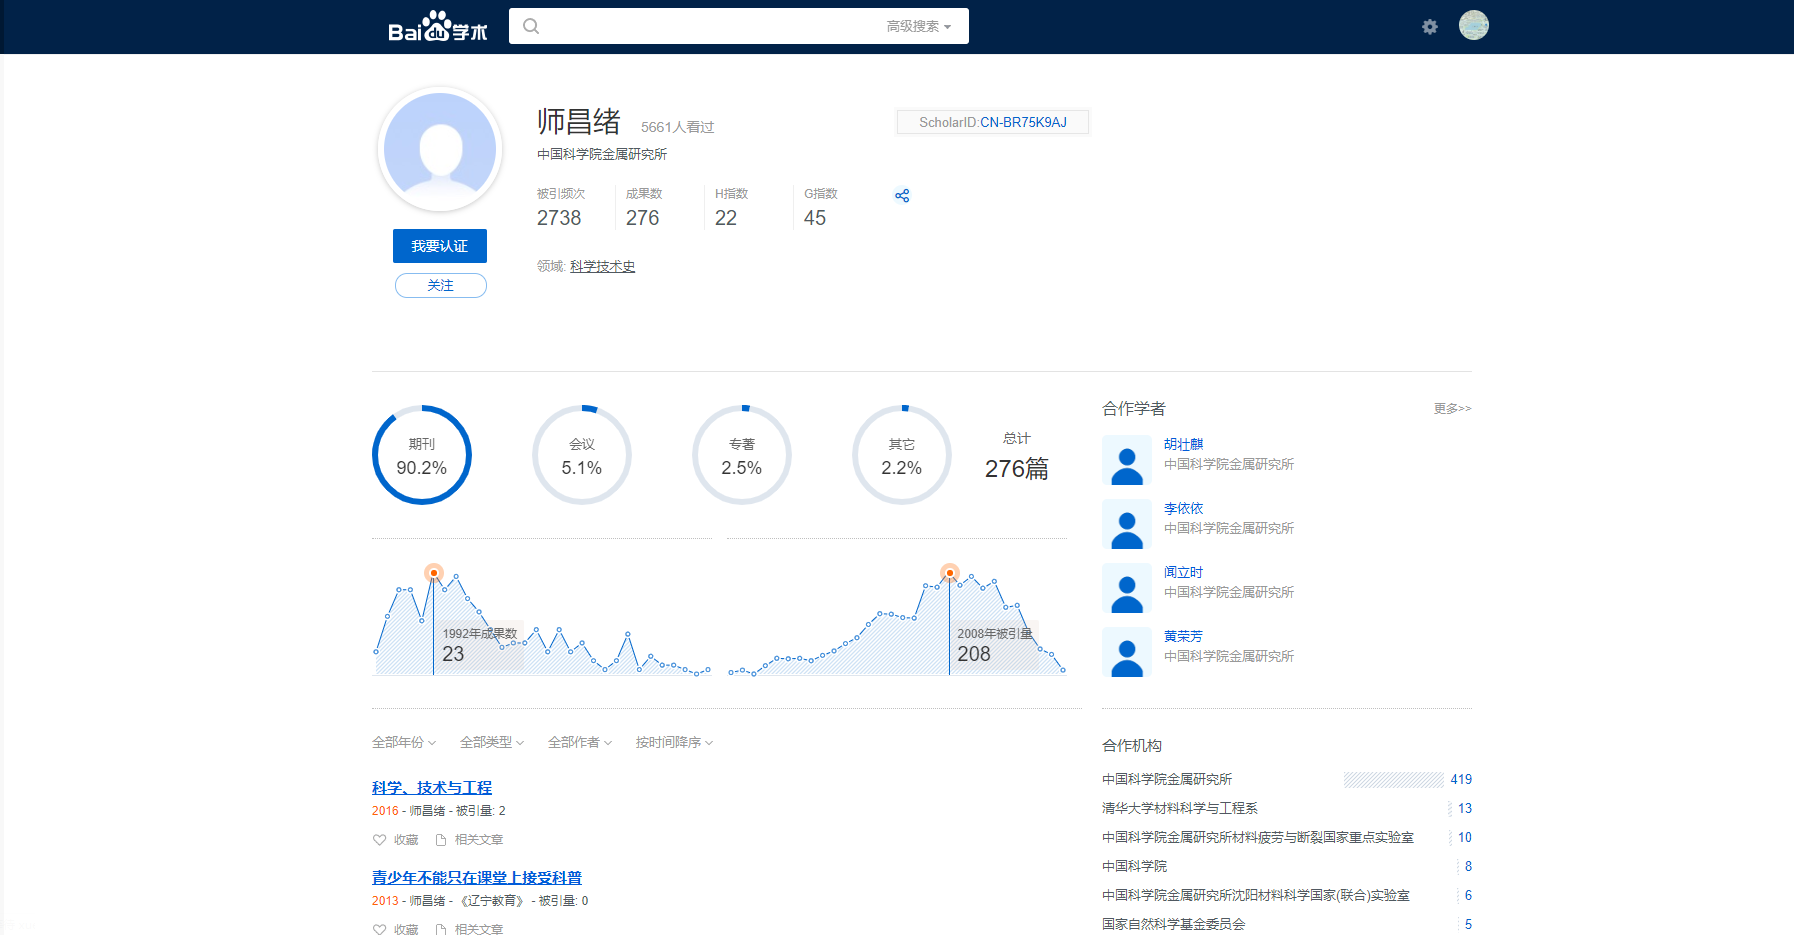 Baidu学术
高级搜索
师昌绪 5661人看过
ScholarID:CN-BR75K9AJ
中国科学院金属研究所
被引频次 成果数 H指数 G指数
2738 276 22 45
我要认证
关注
领域: 科学技术史
期刊 90.2%
会议 5.1%
专著 2.5%
其它 2.2%
总计
276篇
1992年成果数
23
2008年被引量
208
合作学者 更多>>
胡壮麒
中国科学院金属研究所
李依依
中国科学院金属研究所
闻立时
中国科学院金属研究所
黄荣芳
中国科学院金属研究所
全部年份 全部类型 全部作者 按时间降序
科学、技术与工程
2016 - 师昌绪 - 被引量: 2
收藏 相关文章
青少年不能只在课堂上接受科普
2013 - 师昌绪 - 《辽宁教育》 - 被引量: 0
收藏 相关文章
合作机构
中国科学院金属研究所 419
清华大学材料科学与工程系 13
中国科学院金属研究所材料疲劳与断裂国家重点实验室 10
中国科学院 8
中国科学院金属研究所沈阳材料科学国家(联合)实验室 6
国家自然科学基金委员会 5